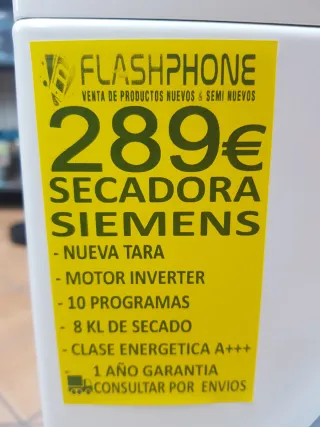 FLASHPHONE
VENTA DE PRODUCTOS NUEVOS & SEMI NUEVOS
289€
SECADORA
SIEMENS
- NUEVA TARA
- MOTOR INVERTER
- 10 PROGRAMAS
- 8 KL DE SECADO
- CLASE ENERGETICA A+++
- 1 AÑO GARANTIA
CONSULTAR POR ENVIOS